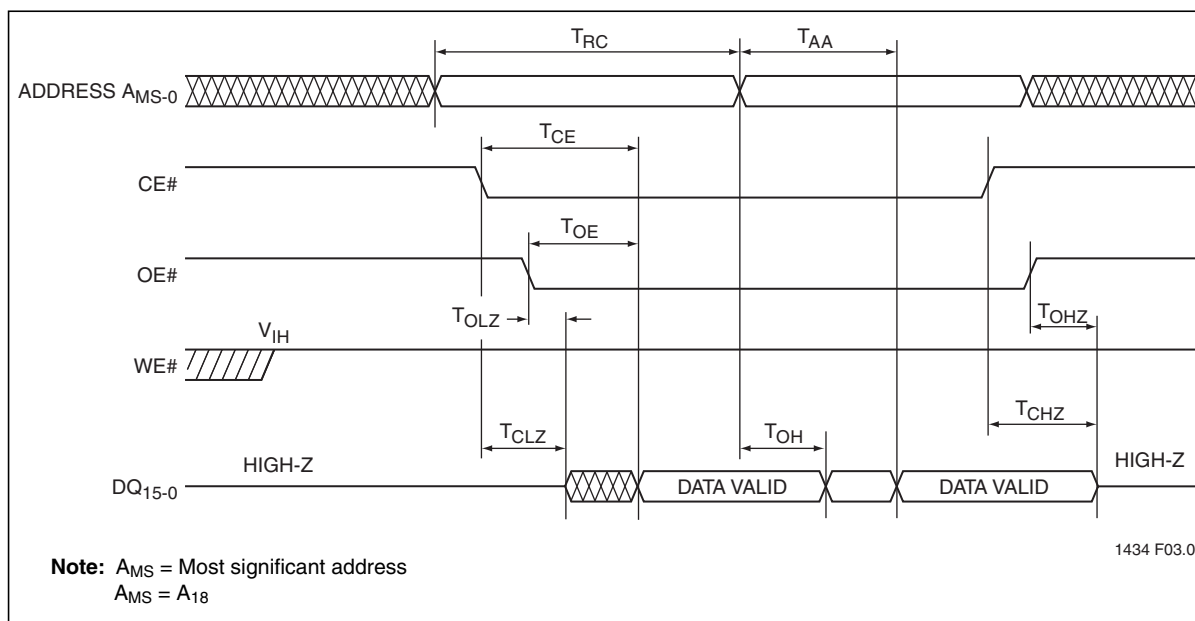 TRC TAA
ADDRESS AMS-0
TCE
CE#
TOE
OE#
TOLZ TOHZ
VIH
WE#
TCLZ TOH TCHZ
HIGH-Z HIGH-Z
DQ15-0 DATA VALID DATA VALID
1434 F03.0
Note: AMS = Most significant address
AMS = A18